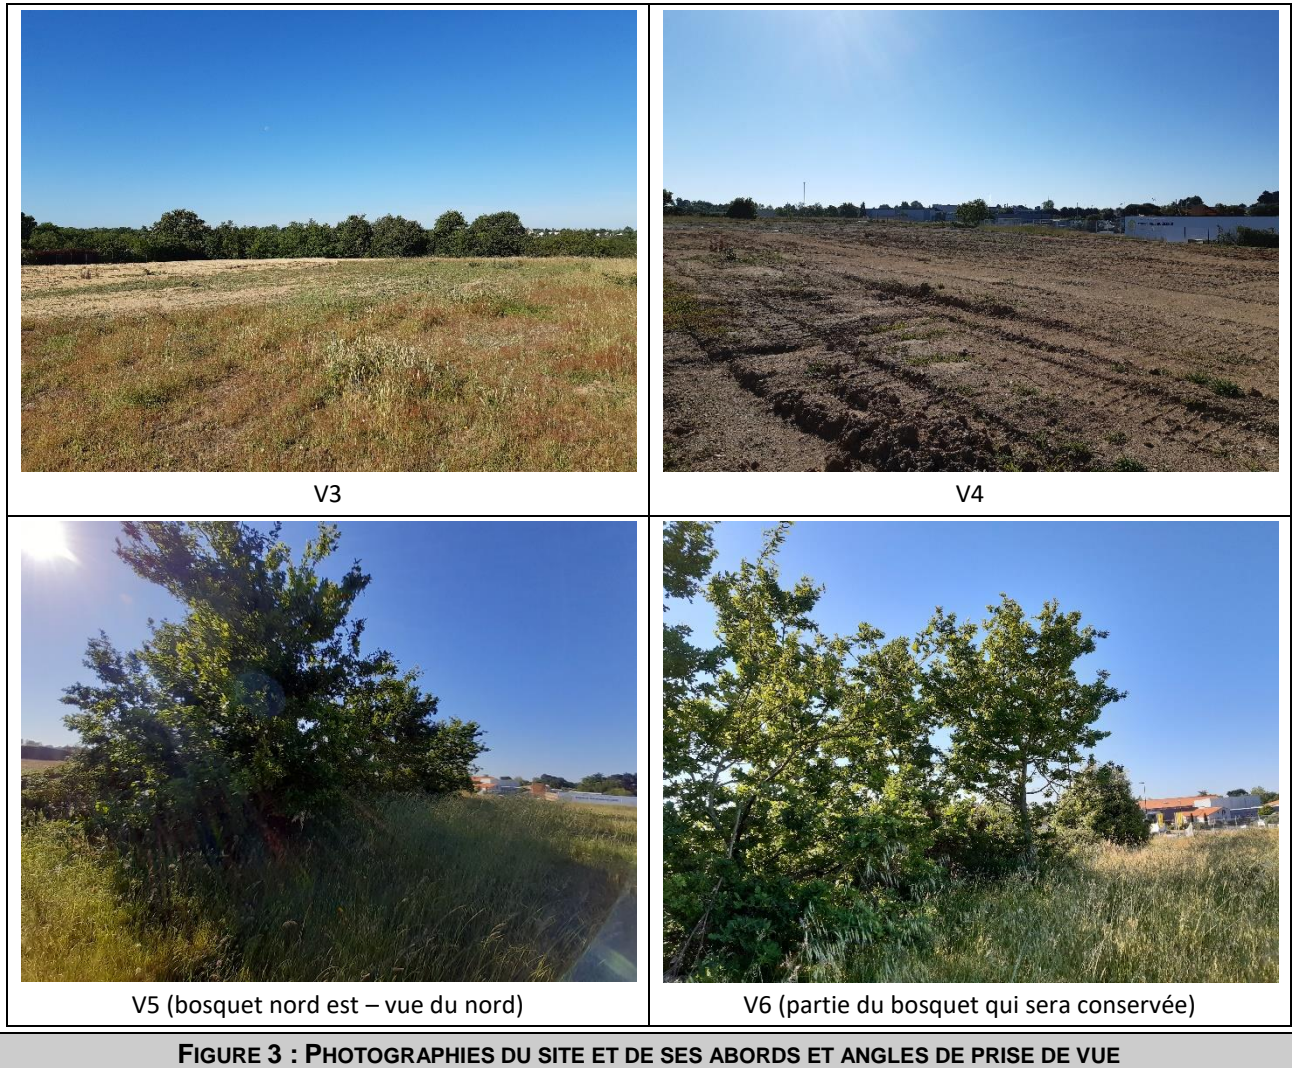 V3
V4
V5 (bosquet nord est – vue du nord)
V6 (partie du bosquet qui sera conservée)
FIGURE 3 : PHOTOGRAPHIES DU SITE ET DE SES ABORDS ET ANGLES DE PRISE DE VUE